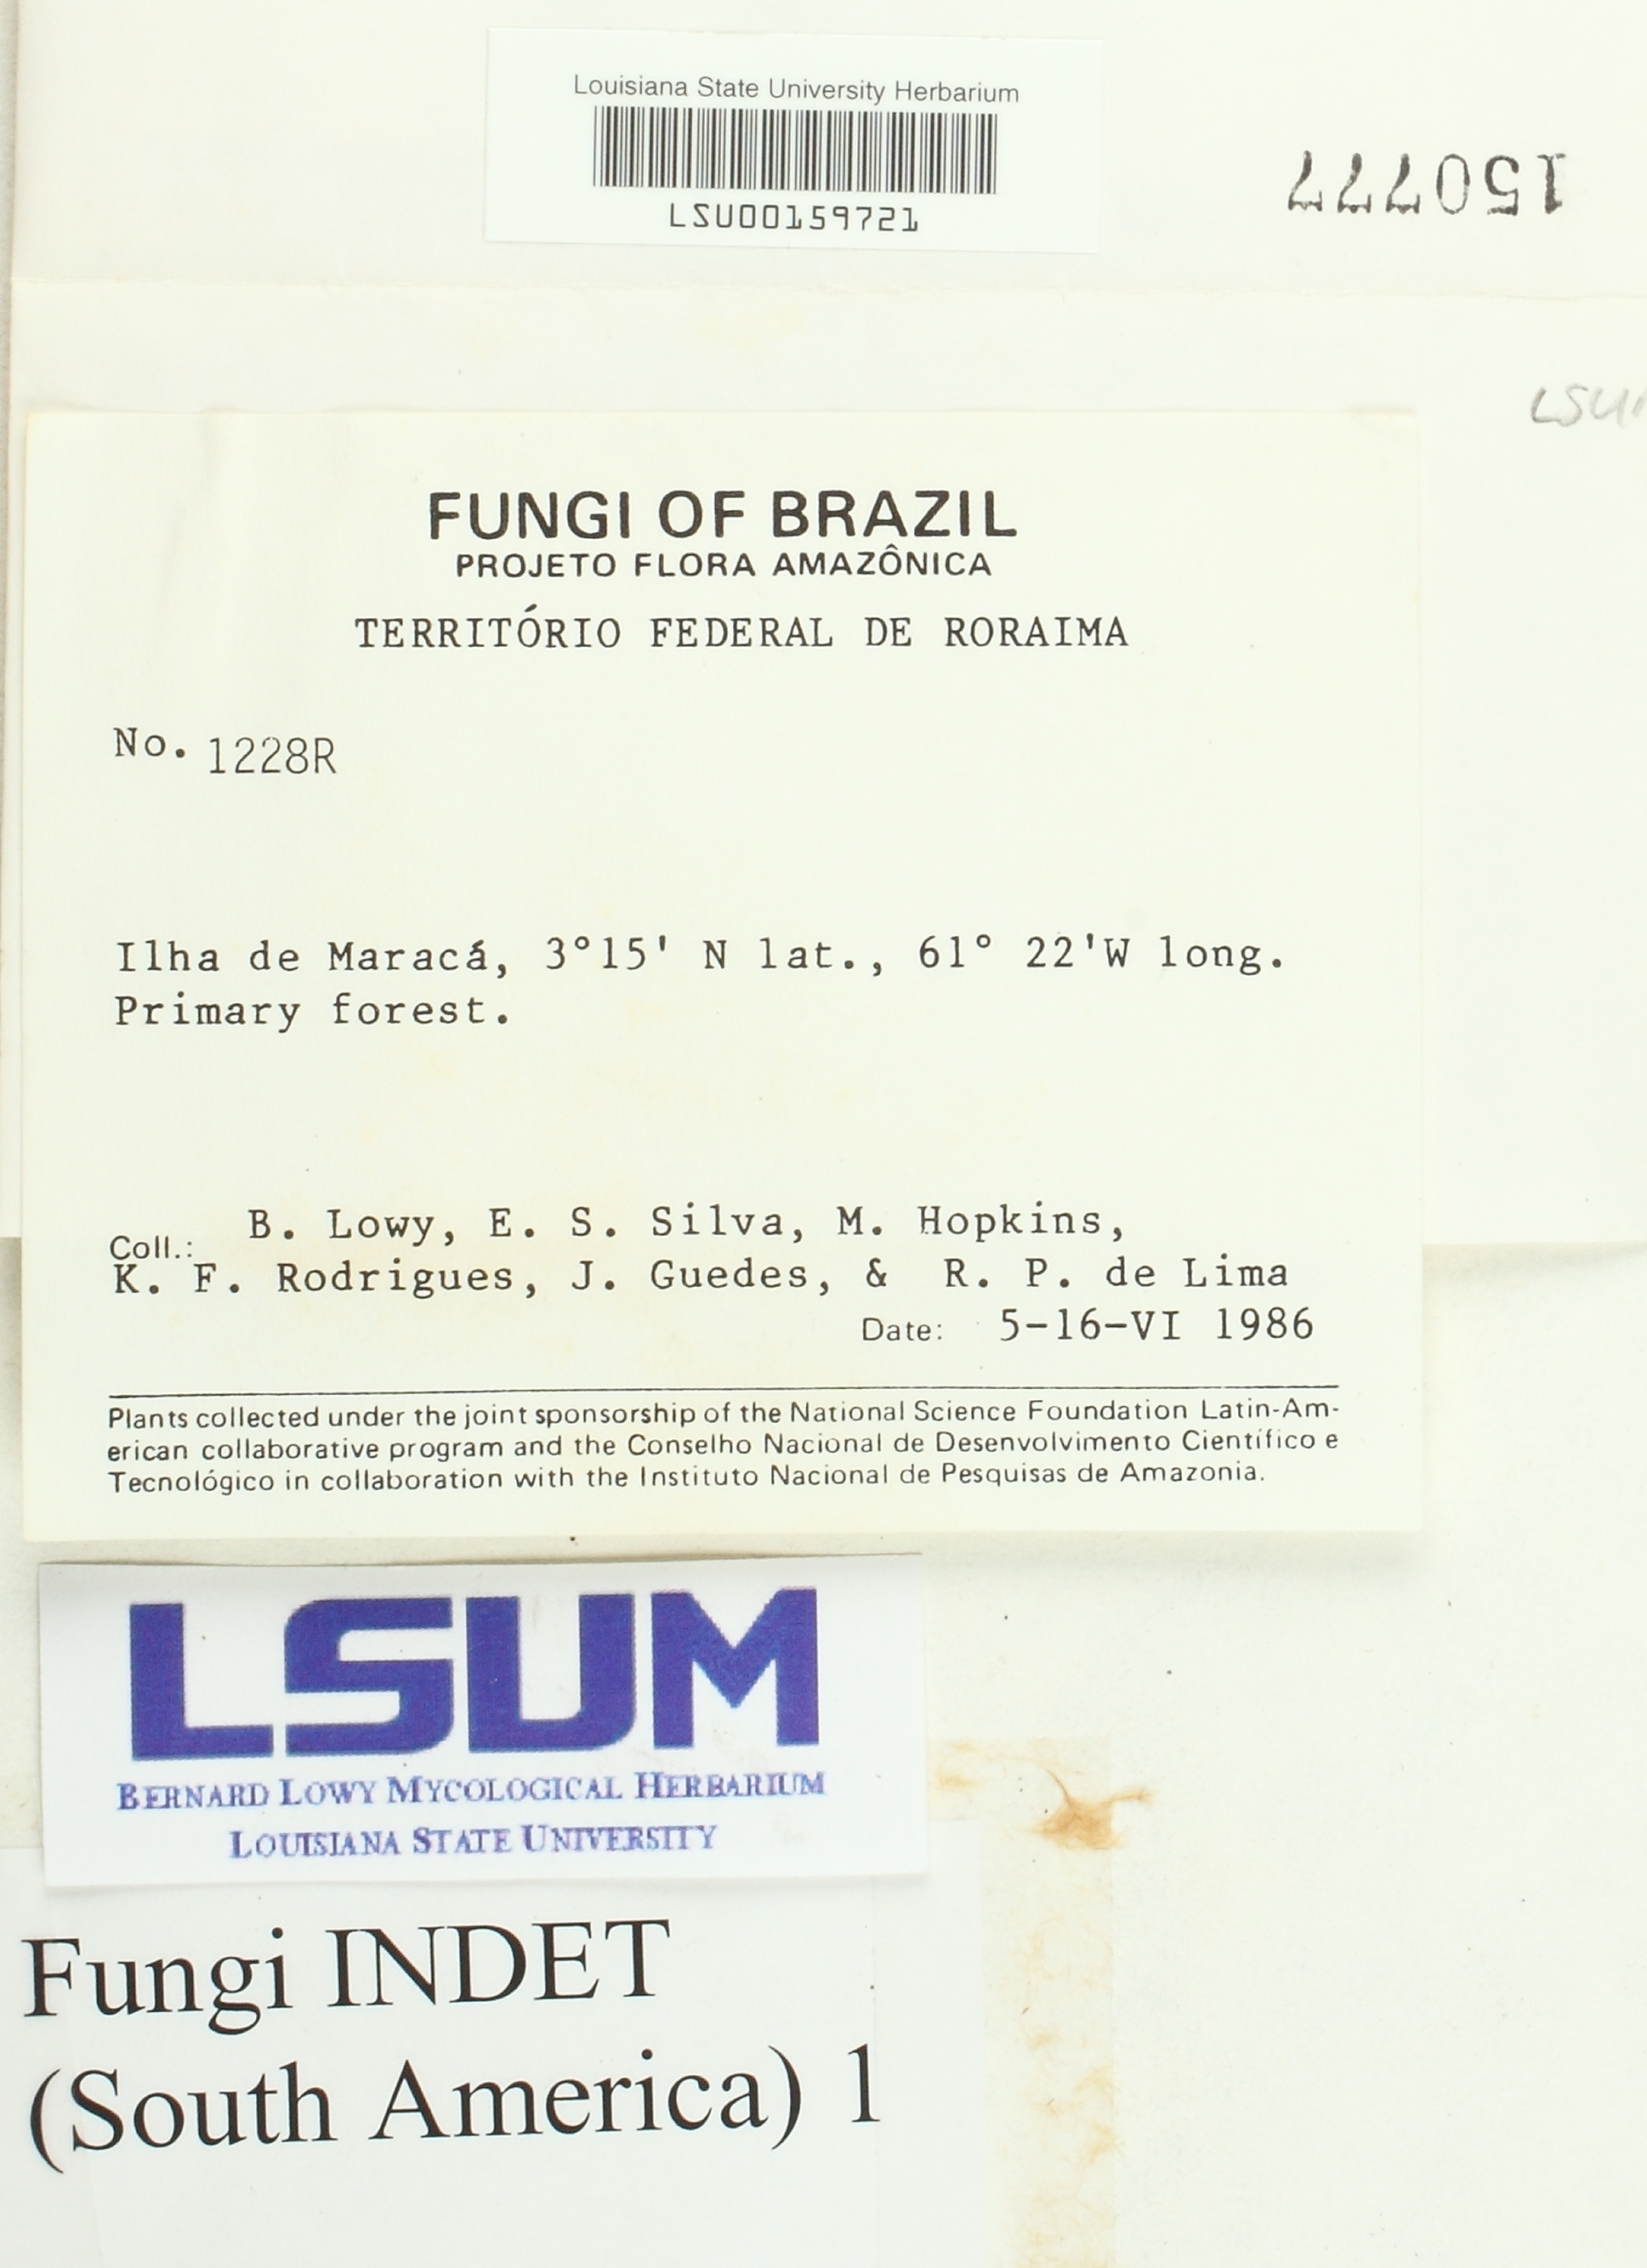 Louisiana State University Herbarium
LSU00159721
150777
LSUM
FUNGI OF BRAZIL
PROJETO FLORA AMAZÔNICA
TERRITÓRIO FEDERAL DE RORAIMA
No. 1228R
Ilha de Maracá, 3°15' N lat., 61° 22'W long.
Primary forest.
Coll.: B. Lowy, E. S. Silva, M. Hopkins,
K. F. Rodrigues, J. Guedes, & R. P. de Lima
Date: 5-16-VI 1986
Plants collected under the joint sponsorship of the National Science Foundation Latin-Am-
erican collaborative program and the Conselho Nacional de Desenvolvimento Científico e
Tecnológico in collaboration with the Instituto Nacional de Pesquisas de Amazonia.
LSUM
BERNARD LOWY MYCOLOGICAL HERBARIUM
LOUISIANA STATE UNIVERSITY
Fungi INDET
(South America) 1